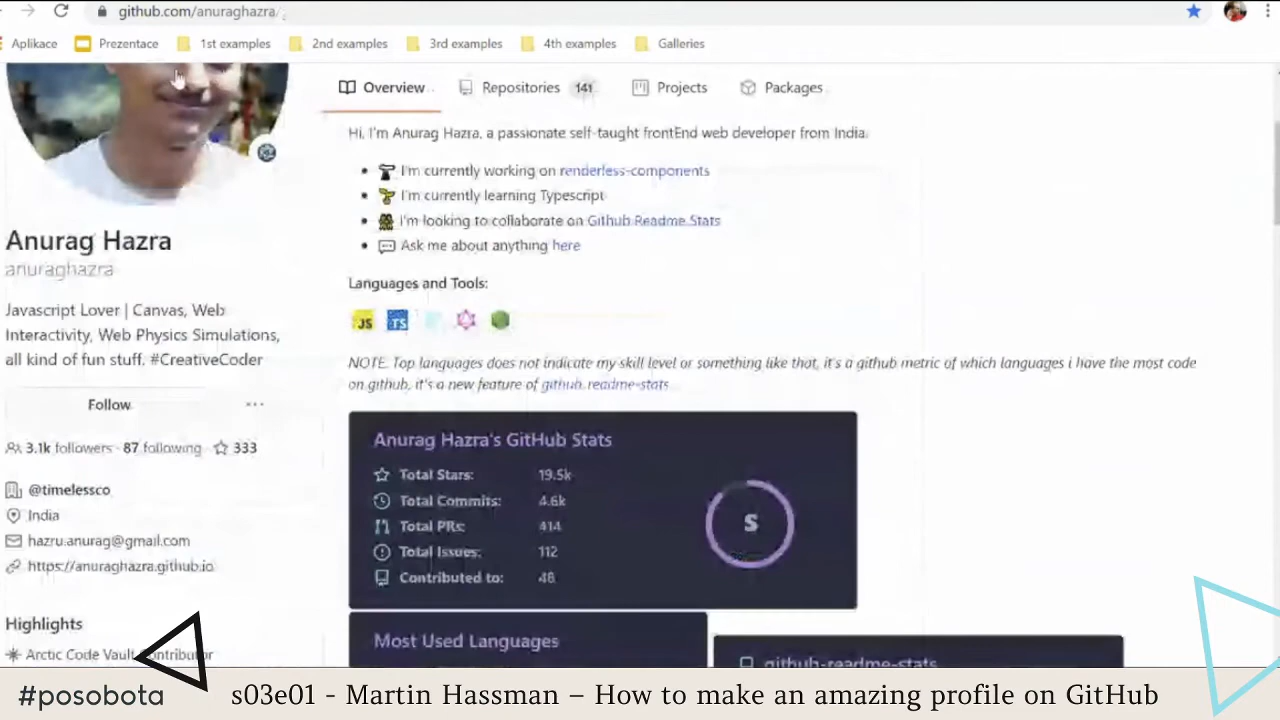 github.com/anuraghazra/
Aplikace
Prezentace
1st examples
2nd examples
3rd examples
4th examples
Galleries
Overview
Repositories 141
Projects
Packages
Hi, I'm Anurag Hazra, a passionate self-taught frontEnd web developer from India.
I'm currently working on renderless-components
I'm currently learning Typescript
I'm looking to collaborate on Github Readme Stats
Ask me about anything here
Languages and Tools:
JS
TS
NOTE: Top languages does not indicate my skill level or something like that, it's a github metric of which languages i have the most code
on github, it's a new feature of github readme-stats
Anurag Hazra
anuraghazra
Javascript Lover | Canvas, Web
Interactivity, Web Physics Simulations,
all kind of fun stuff. #CreativeCoder
Follow
3.1k followers · 87 following 333
@timelessco
India
hazru.anurag@gmail.com
https://anuraghazra.github.io
Highlights
Arctic Code Vault Contributor
Anurag Hazra's GitHub Stats
Total Stars: 19.5k
Total Commits: 4.6k
Total PRs: 414
Total Issues: 112
Contributed to: 48
S
Most Used Languages
github-readme-stats
#posobota
s03e01 - Martin Hassman – How to make an amazing profile on GitHub